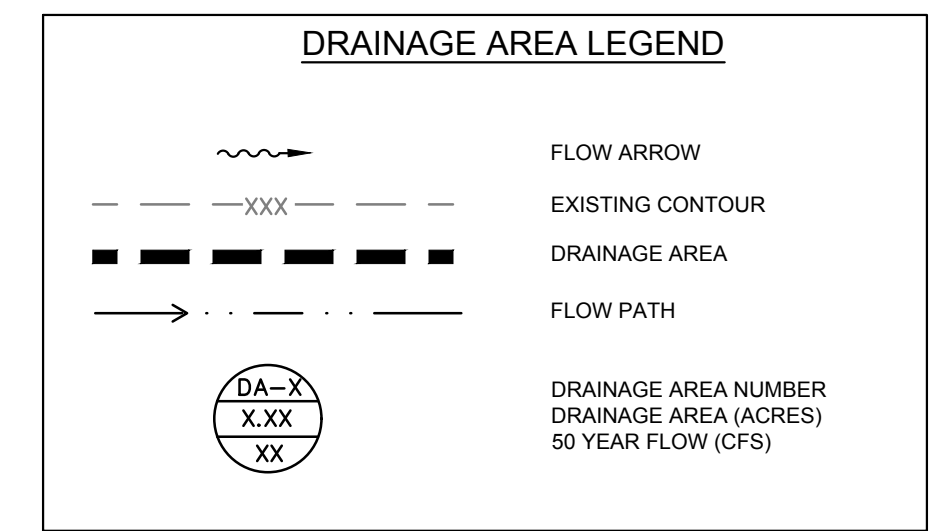 DRAINAGE AREA LEGEND
FLOW ARROW
XXX
EXISTING CONTOUR
DRAINAGE AREA
FLOW PATH
DA-X
X.XX
XX
DRAINAGE AREA NUMBER
DRAINAGE AREA (ACRES)
50 YEAR FLOW (CFS)